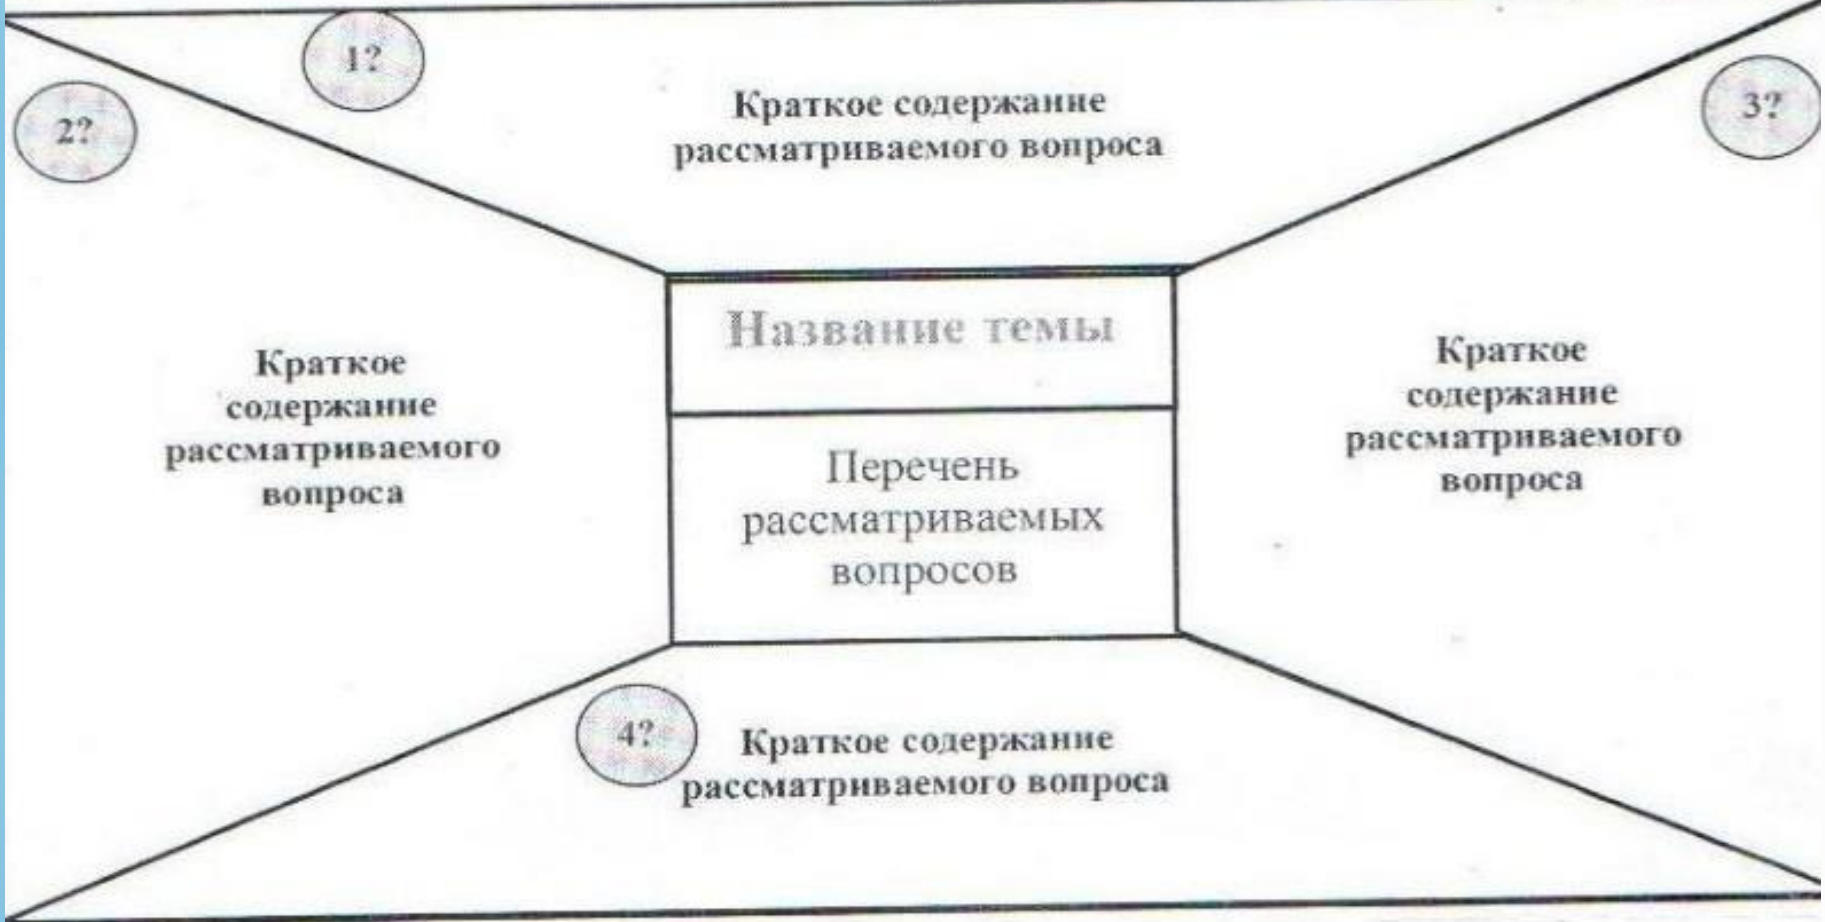 1?
Краткое содержание
рассматриваемого вопроса
2?
3?
Название темы
Перечень
рассматриваемых
вопросов
Краткое
содержание
рассматриваемого
вопроса
Краткое
содержание
рассматриваемого
вопроса
4?
Краткое содержание
рассматриваемого вопроса